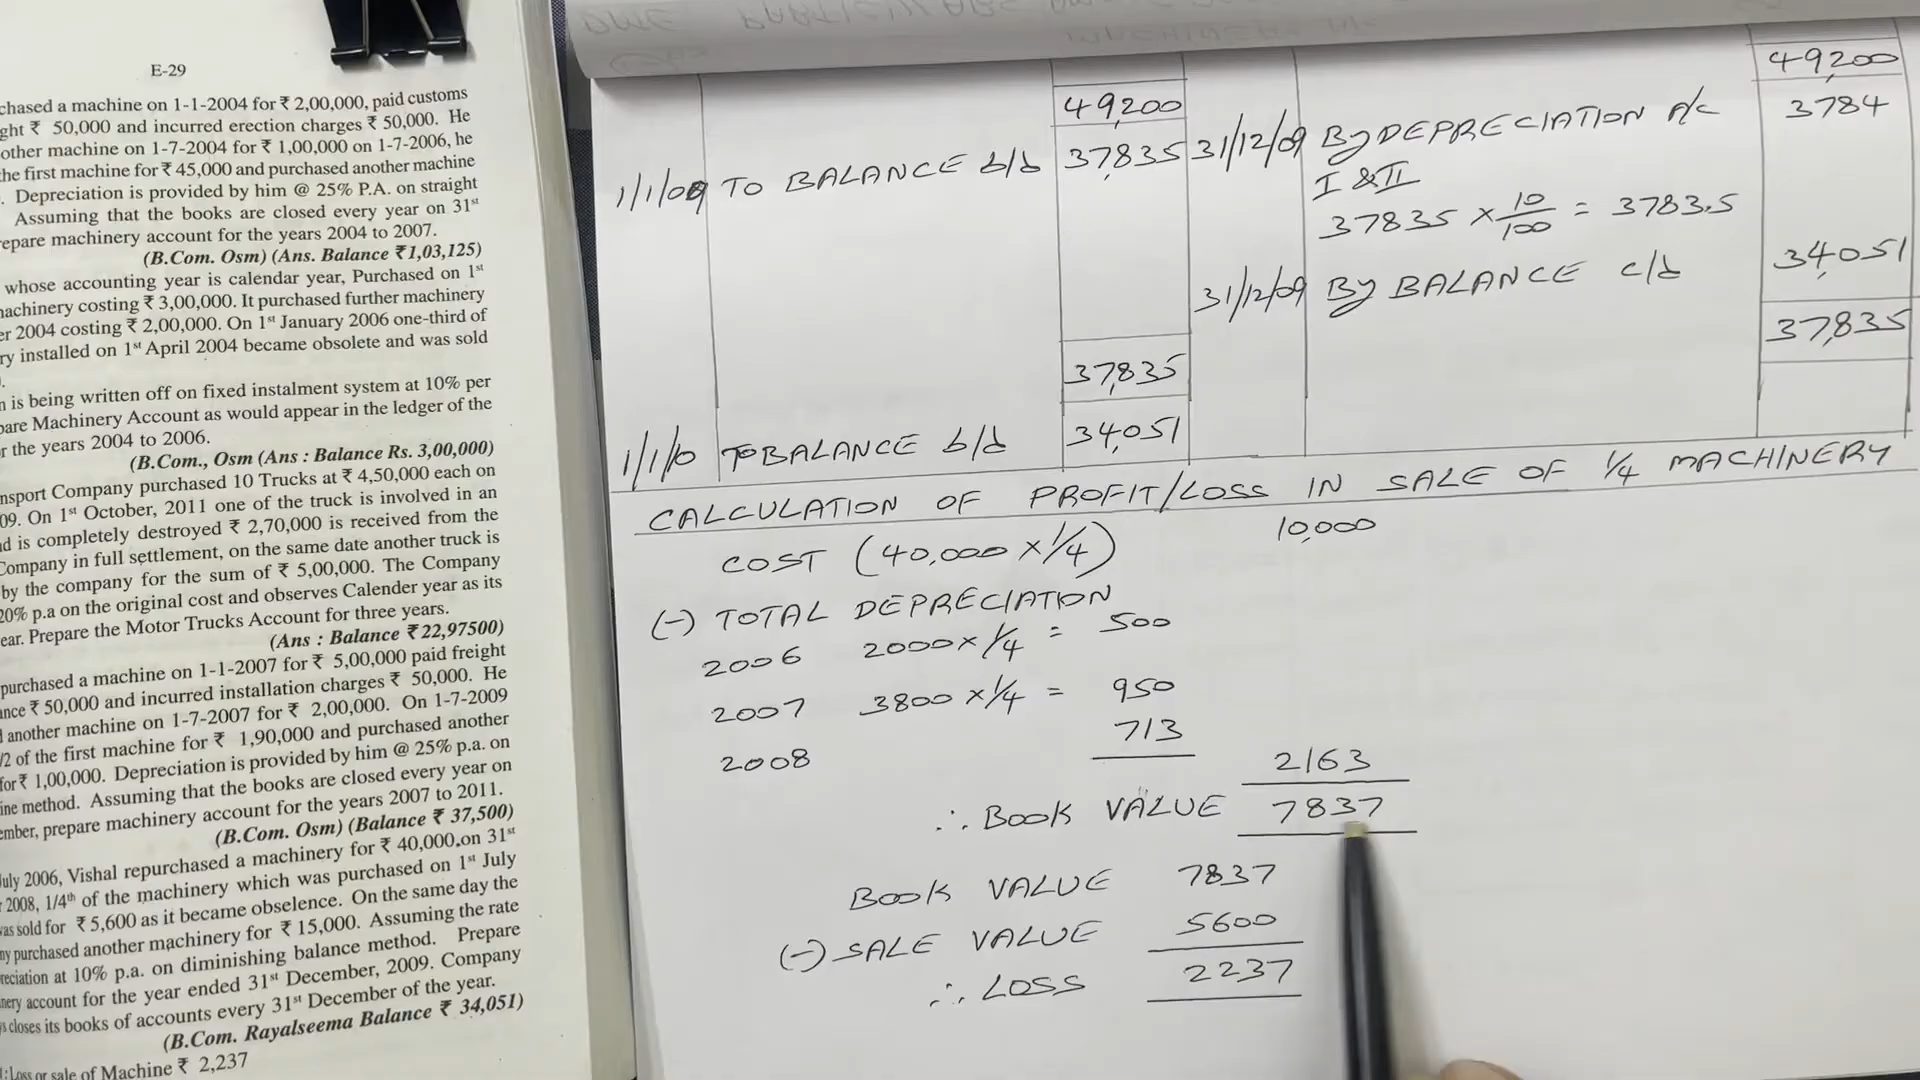 E-29
chased a machine on 1-1-2004 for ₹ 2,00,000, paid customs
ght ₹ 50,000 and incurred erection charges ₹ 50,000. He
other machine on 1-7-2004 for ₹ 1,00,000 on 1-7-2006, he
he first machine for ₹ 45,000 and purchased another machine
. Depreciation is provided by him @ 25% P.A. on straight
Assuming that the books are closed every year on 31st
repare machinery account for the years 2004 to 2007.
(B.Com. Osm) (Ans. Balance ₹1,03,125)
whose accounting year is calendar year, Purchased on 1st
nachinery costing ₹ 3,00,000. It purchased further machinery
er 2004 costing ₹ 2,00,000. On 1st January 2006 one-third of
ry installed on 1st April 2004 became obsolete and was sold
).
n is being written off on fixed instalment system at 10% per
pare Machinery Account as would appear in the ledger of the
r the years 2004 to 2006.
(B.Com., Osm (Ans : Balance Rs. 3,00,000)
nsport Company purchased 10 Trucks at ₹ 4,50,000 each on
09. On 1st October, 2011 one of the truck is involved in an
d is completely destroyed ₹ 2,70,000 is received from the
Company in full settlement, on the same date another truck is
by the company for the sum of ₹ 5,00,000. The Company
20% p.a on the original cost and observes Calender year as its
ear. Prepare the Motor Trucks Account for three years.
(Ans : Balance ₹ 22,97500)
purchased a machine on 1-1-2007 for ₹ 5,00,000 paid freight
ance ₹ 50,000 and incurred installation charges ₹ 50,000. He
d another machine on 1-7-2007 for ₹ 2,00,000. On 1-7-2009
/2 of the first machine for ₹ 1,90,000 and purchased another
for ₹ 1,00,000. Depreciation is provided by him @ 25% p.a. on
ine method. Assuming that the books are closed every year on
ember, prepare machinery account for the years 2007 to 2011.
(B.Com. Osm) (Balance ₹ 37,500)
July 2006, Vishal repurchased a machinery for ₹ 40,000.on 31st
r 2008, 1/4th of the machinery which was purchased on 1st July
was sold for ₹ 5,600 as it became obselence. On the same day the
ny purchased another machinery for ₹ 15,000. Assuming the rate
reciation at 10% p.a. on diminishing balance method. Prepare
nery account for the year ended 31st December, 2009. Company
s closes its books of accounts every 31st December of the year.
(B.Com. Rayalseema Balance ₹ 34,051)
l : Loss or sale of Machine ₹ 2,237
49,200 49,200
31/12/09 By DEPRECIATION A/C 3784
1/1/09 TO BALANCE b/d 37,835
I & II
37835 × 10/100 = 3783.5
31/12/09 By BALANCE c/d 34,051
37,835 37,835
1/1/10 TO BALANCE b/d 34,051
CALCULATION OF PROFIT/LOSS IN SALE OF 1/4 MACHINERY
COST (40,000 × 1/4) 10,000
(-) TOTAL DEPRECIATION
2006 2000 × 1/4 = 500
2007 3800 × 1/4 = 950
2008 713
2163
∴ BOOK VALUE 7837
BOOK VALUE 7837
(-) SALE VALUE 5600
∴ LOSS 2237